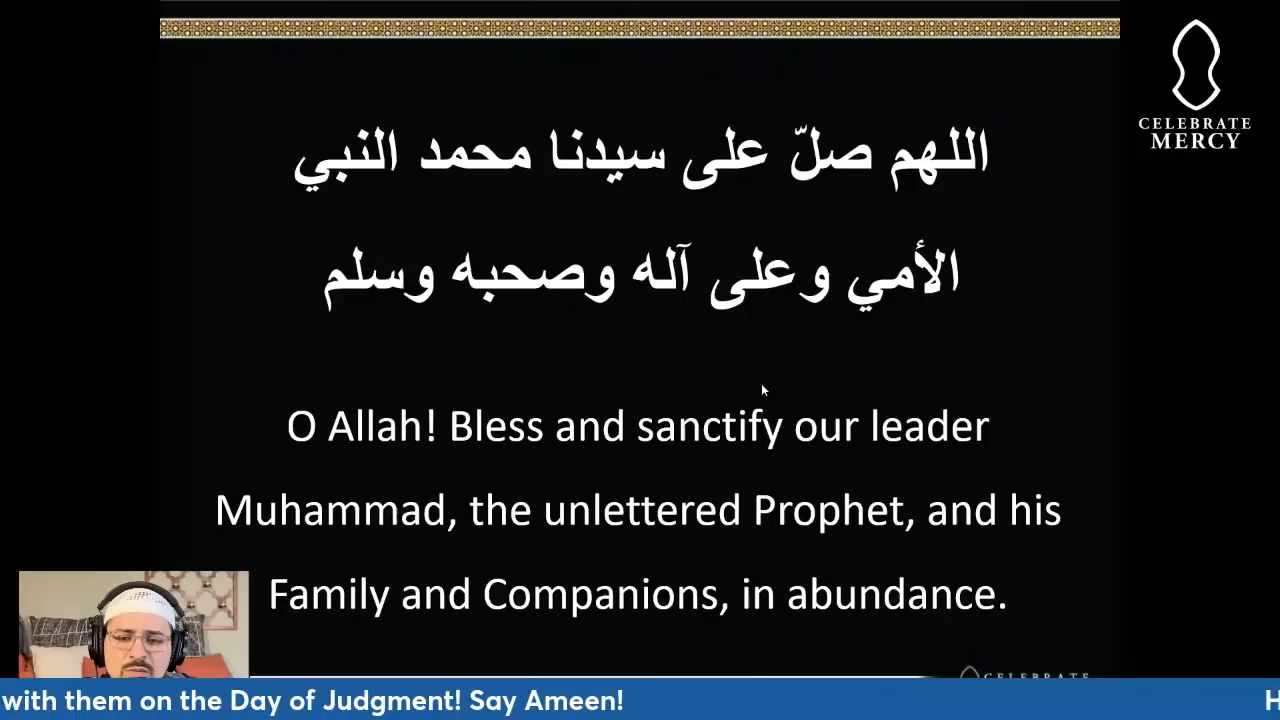 CELEBRATE
MERCY
اللهم صلّ على سيدنا محمد النبي
الأمي وعلى آله وصحبه وسلم
O Allah! Bless and sanctify our leader
Muhammad, the unlettered Prophet, and his
Family and Companions, in abundance.
CELEBRATE
with them on the Day of Judgment! Say Ameen!
H